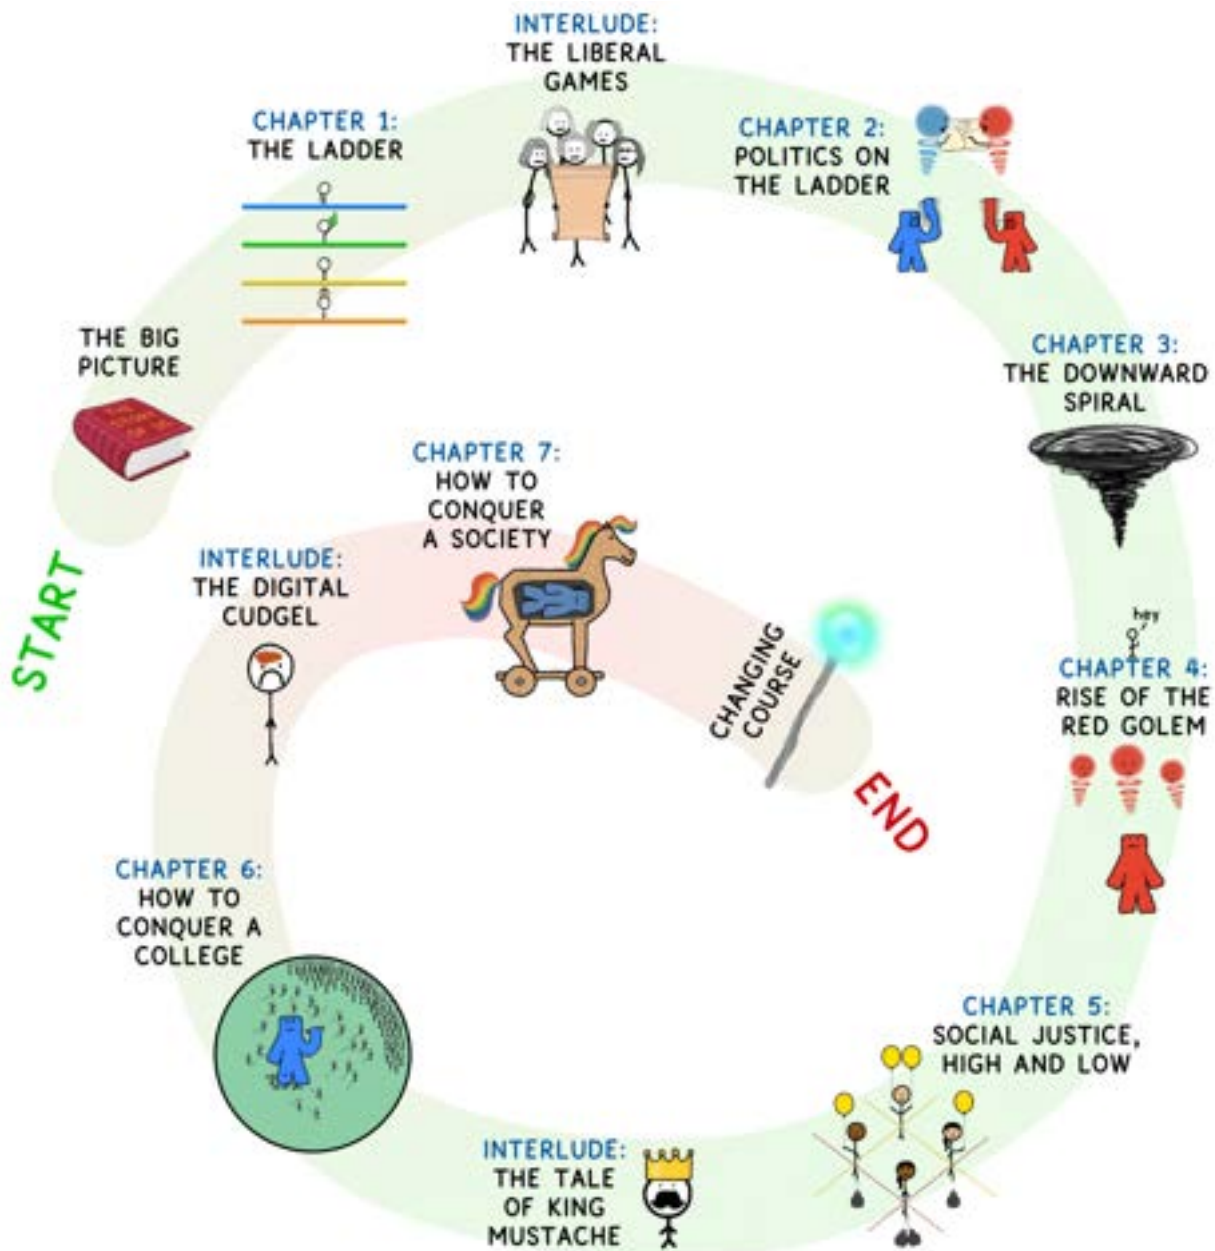 INTERLUDE:
THE LIBERAL
GAMES
CHAPTER 1:
THE LADDER
CHAPTER 2:
POLITICS ON
THE LADDER
THE BIG
PICTURE
CHAPTER 3:
THE DOWNWARD
SPIRAL
START
CHAPTER 7:
HOW TO
CONQUER
A SOCIETY
INTERLUDE:
THE DIGITAL
CUDGEL
hey
CHAPTER 4:
RISE OF THE
RED GOLEM
CHANGING
COURSE
END
CHAPTER 6:
HOW TO
CONQUER A
COLLEGE
CHAPTER 5:
SOCIAL JUSTICE,
HIGH AND LOW
INTERLUDE:
THE TALE
OF KING
MUSTACHE